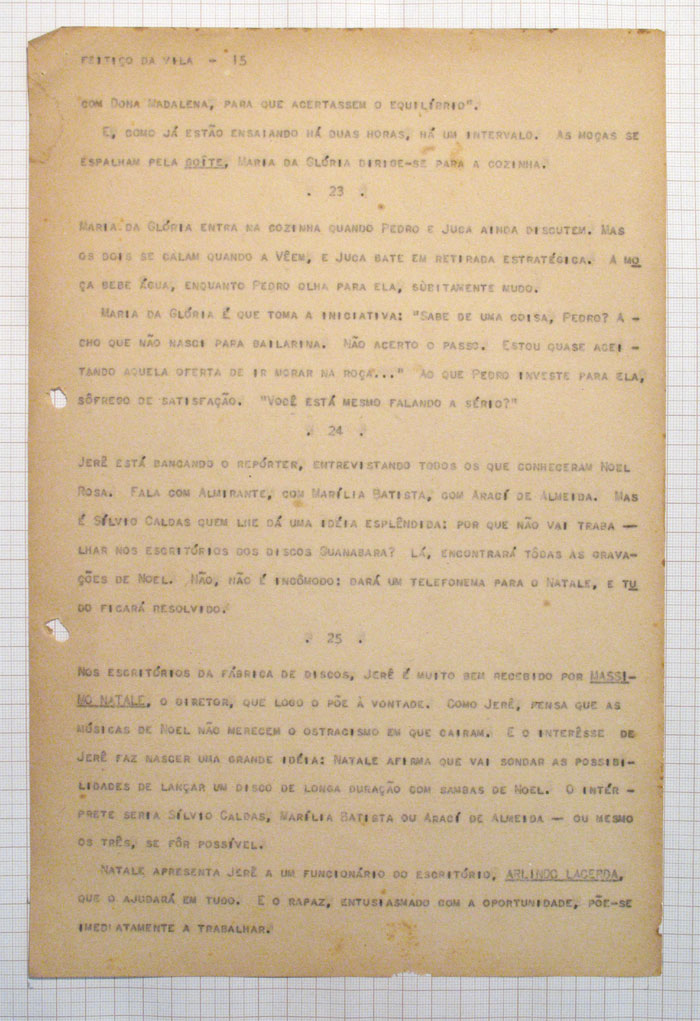 FEITIÇO DA VILA - 15
COM DONA MADALENA, PARA QUE ACERTASSEM O EQUILÍBRIO".
E, COMO JÁ ESTÃO ENSAIANDO HÁ DUAS HORAS, HÁ UM INTERVALO. AS MOÇAS SE
ESPALHAM PELA BOÎTE, MARIA DA GLÓRIA DIRIGE-SE PARA A COZINHA.
. 23 .
MARIA DA GLÓRIA ENTRA NA COZINHA QUANDO PEDRO E JUCA AINDA DISCUTEM. MAS
OS DOIS SE CALAM QUANDO A VÊEM, E JUCA BATE EM RETIRADA ESTRATÉGICA. A MO
ÇA BEBE ÁGUA, ENQUANTO PEDRO OLHA PARA ELA, SÙBITAMENTE MUDO.
MARIA DA GLÓRIA É QUE TOMA A INICIATIVA: "SABE DE UMA COISA, PEDRO? A -
CHO QUE NÃO NASCI PARA BAILARINA. NÃO ACERTO O PASSO. ESTOU QUASE ACEI -
TANDO AQUELA OFERTA DE IR MORAR NA ROÇA..." AO QUE PEDRO INVESTE PARA ELA,
SÔFREGO DE SATISFAÇÃO. "VOCÊ ESTÁ MESMO FALANDO A SÉRIO?"
. 24 .
JERÊ ESTÁ BANCANDO O REPÓRTER, ENTREVISTANDO TODOS OS QUE CONHECERAM NOEL
ROSA. FALA COM ALMIRANTE, COM MARÍLIA BATISTA, COM ARACÍ DE ALMEIDA. MAS
É SÍLVIO CALDAS QUEM LHE DÁ UMA IDÉIA ESPLÊNDIDA: POR QUE NÃO VAI TRABA -
LHAR NOS ESCRITÓRIOS DOS DISCOS GUANABARA? LÁ, ENCONTRARÁ TÔDAS AS GRAVA-
ÇÕES DE NOEL. NÃO, NÃO É INCÔMODO: DARÁ UM TELEFONEMA PARA O NATALE, E TU
DO FICARÁ RESOLVIDO.
. 25 .
NOS ESCRITÓRIOS DA FÁBRICA DE DISCOS, JERÊ É MUITO BEM RECEBIDO POR MASSI-
MO NATALE, O DIRETOR, QUE LOGO O PÕE À VONTADE. COMO JERÊ, PENSA QUE AS
MÚSICAS DE NOEL NÃO MERECEM O OSTRACISMO EM QUE CAIRAM. E O INTERÊSSE DE
JERÊ FAZ NASCER UMA GRANDE IDÉIA: NATALE AFIRMA QUE VAI SONDAR AS POSSIBI-
LIDADES DE LANÇAR UM DISCO DE LONGA DURAÇÃO COM SAMBAS DE NOEL. O INTÉR -
PRETE SERIA SÍLVIO CALDAS, MARÍLIA BATISTA OU ARACÍ DE ALMEIDA — OU MESMO
OS TRÊS, SE FÔR POSSÍVEL.
NATALE APRESENTA JERÊ A UM FUNCIONÁRIO DO ESCRITÓRIO, ARLINDO LACERDA,
QUE O AJUDARÁ EM TUDO. E O RAPAZ, ENTUSIASMADO COM A OPORTUNIDADE, PÕE-SE
IMEDIATAMENTE A TRABALHAR.